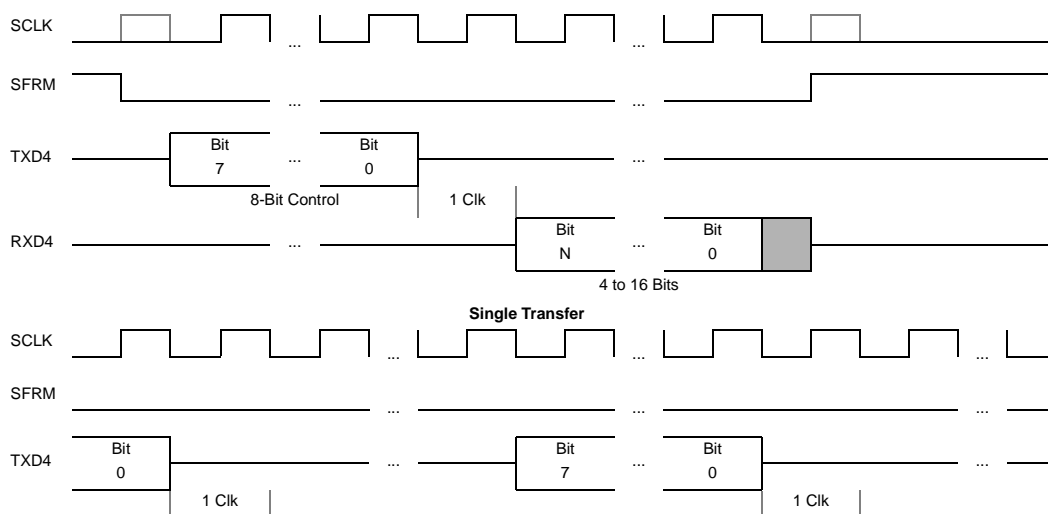 SCLK
... ...
SFRM
... ...
Bit Bit
TXD4 ... ...
7 0
8-Bit Control 1 Clk
Bit Bit
RXD4 ... ...
N 0
4 to 16 Bits
Single Transfer
SCLK
... ... ...
SFRM
... ... ...
Bit Bit Bit
TXD4 ... ... ...
0 7 0
1 Clk 1 Clk